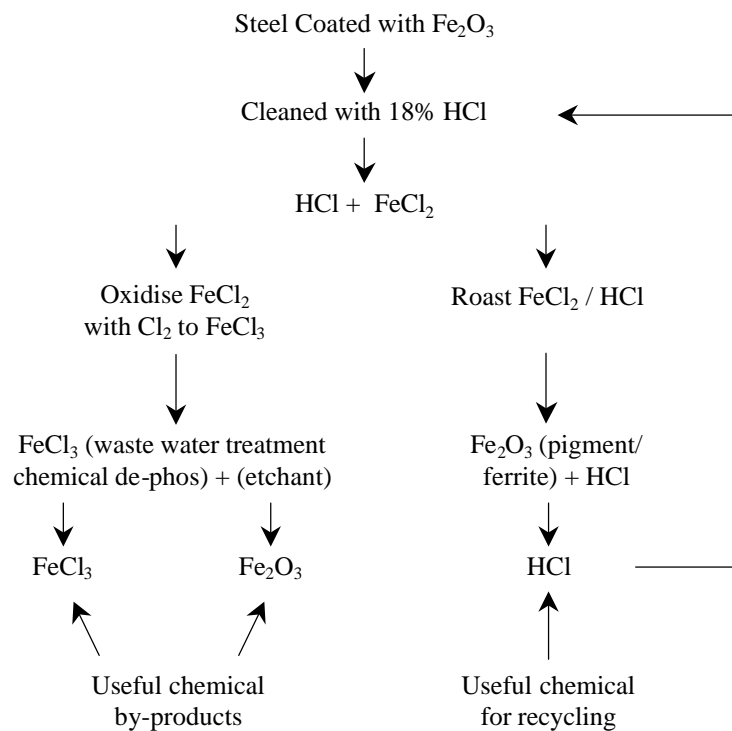 Steel Coated with Fe₂O₃
Cleaned with 18% HCl
HCl + FeCl₂
Oxidise FeCl₂
with Cl₂ to FeCl₃
Roast FeCl₂ / HCl
FeCl₃ (waste water treatment
chemical de-phos) + (etchant)
Fe₂O₃ (pigment/
ferrite) + HCl
FeCl₃
Fe₂O₃
HCl
Useful chemical
by-products
Useful chemical
for recycling